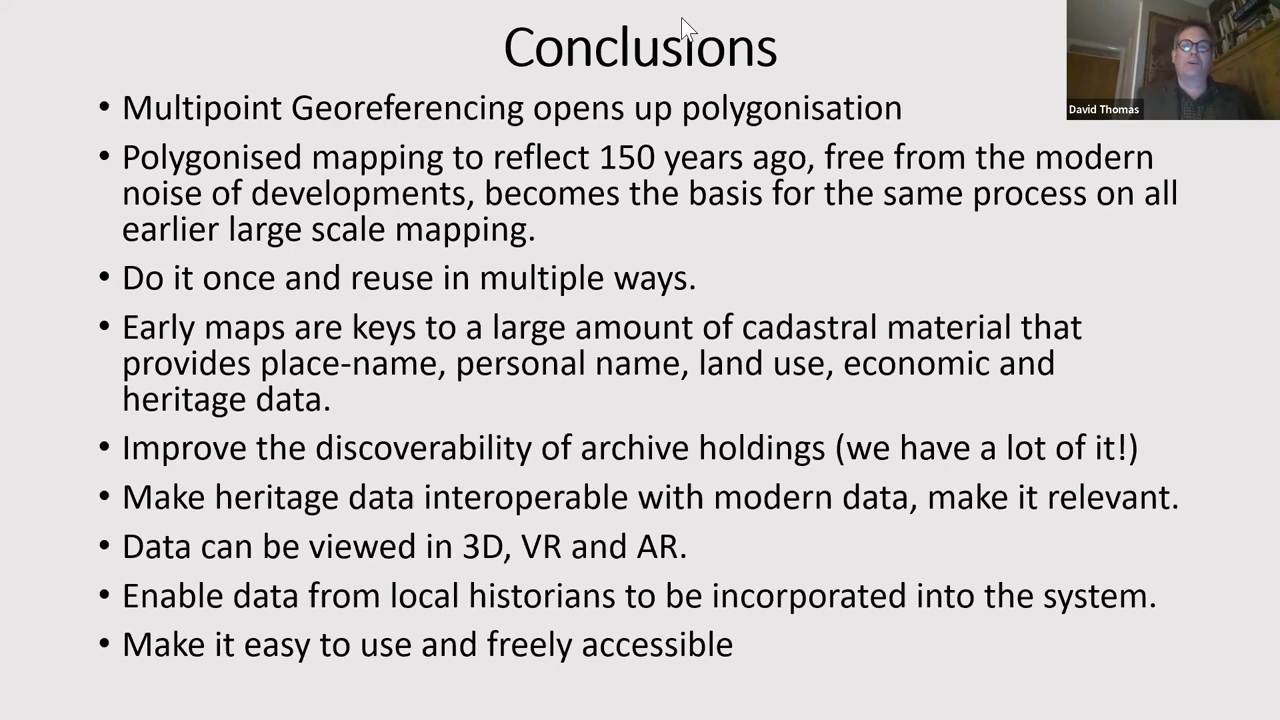 Conclusions
David Thomas
• Multipoint Georeferencing opens up polygonisation
• Polygonised mapping to reflect 150 years ago, free from the modern
noise of developments, becomes the basis for the same process on all
earlier large scale mapping.
• Do it once and reuse in multiple ways.
• Early maps are keys to a large amount of cadastral material that
provides place-name, personal name, land use, economic and
heritage data.
• Improve the discoverability of archive holdings (we have a lot of it!)
• Make heritage data interoperable with modern data, make it relevant.
• Data can be viewed in 3D, VR and AR.
• Enable data from local historians to be incorporated into the system.
• Make it easy to use and freely accessible